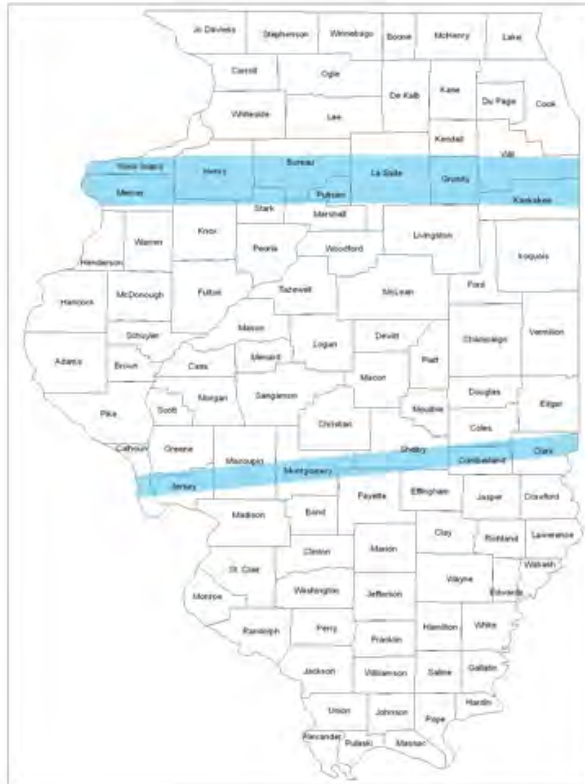 Jo Daviess
Stephenson
Winnebago
Boone
McHenry
Lake
Carroll
Ogle
De Kalb
Kane
Du Page
Cook
Whiteside
Lee
Kendall
Will
Rock Island
Henry
Bureau
La Salle
Grundy
Mercer
Putnam
Kankakee
Stark
Marshall
Knox
Livingston
Warren
Peoria
Woodford
Iroquois
Henderson
Tazewell
McLean
Ford
Hancock
McDonough
Fulton
Mason
Schuyler
Logan
Dewitt
Champaign
Vermilion
Adams
Brown
Cass
Menard
Piatt
Macon
Douglas
Edgar
Pike
Scott
Morgan
Sangamon
Christian
Moultrie
Coles
Calhoun
Greene
Macoupin
Montgomery
Shelby
Cumberland
Clark
Jersey
Fayette
Effingham
Jasper
Crawford
Madison
Bond
Clay
Richland
Lawrence
Clinton
Marion
Wabash
St. Clair
Washington
Jefferson
Wayne
Edwards
Monroe
Randolph
Perry
Franklin
Hamilton
White
Jackson
Williamson
Saline
Gallatin
Union
Johnson
Pope
Hardin
Alexander
Pulaski
Massac